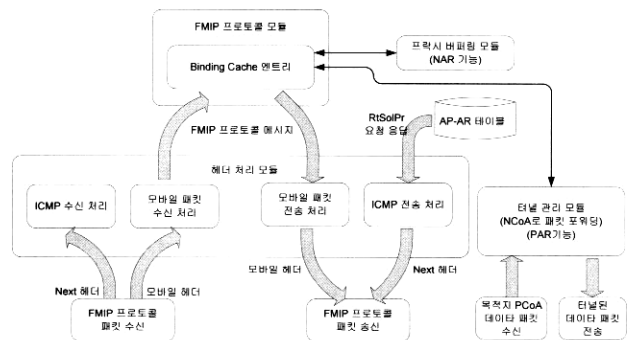 FMIP 프로토콜 모듈
Binding Cache 엔트리
프락시 버퍼링 모듈
(NAR 기능)
RtSolPr
요청 응답
AP-AR 테이블
FMIP 프로토콜 메시지
헤더 처리 모듈
ICMP 수신 처리
모바일 패킷
수신 처리
모바일 패킷
전송 처리
ICMP 전송 처리
터널 관리 모듈
(NCoA로 패킷 포워딩)
(PAR기능)
Next 헤더
모바일 헤더
모바일 헤더
Next 헤더
FMIP 프로토콜
패킷 수신
FMIP 프로토콜
패킷 송신
목적지 PCoA
데이타 패킷
수신
터널된
데이타 패킷
전송